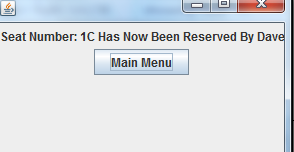 Seat Number: 1C Has Now Been Reserved By Dave
Main Menu